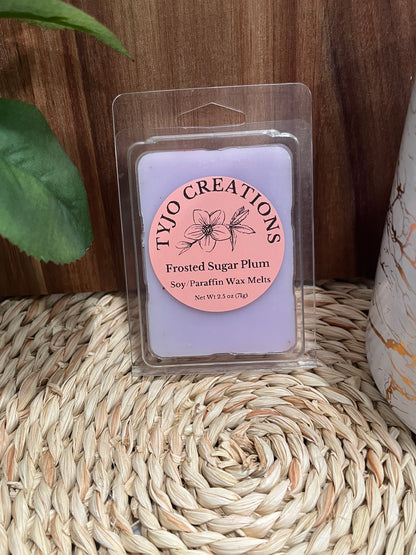 TYJO CREATIONS
Frosted Sugar Plum
Soy/Paraffin Wax Melts
Net Wt 2.5 oz (71g)